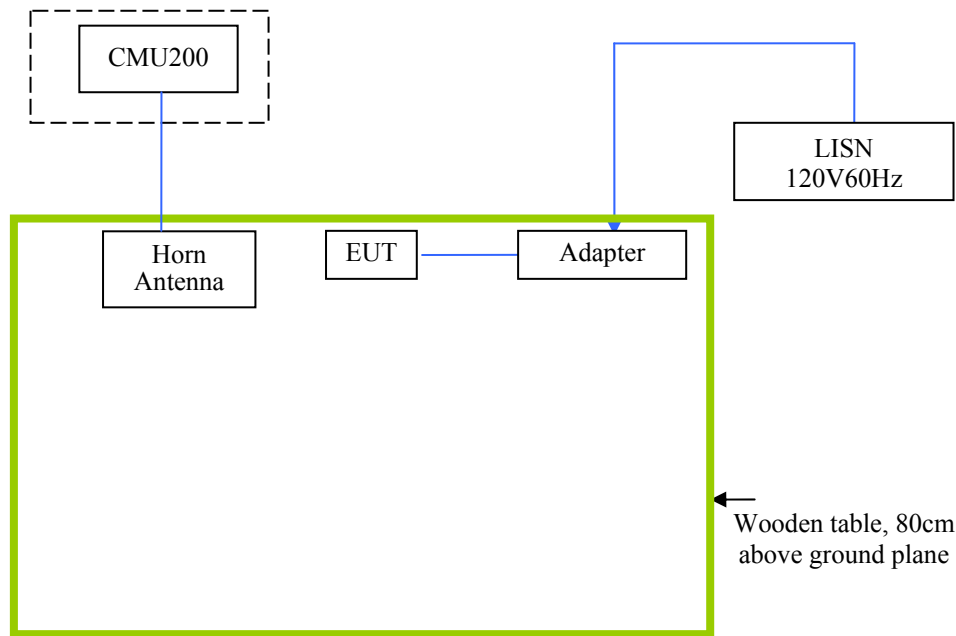 CMU200
LISN
120V60Hz
Horn
Antenna
EUT
Adapter
Wooden table, 80cm
above ground plane